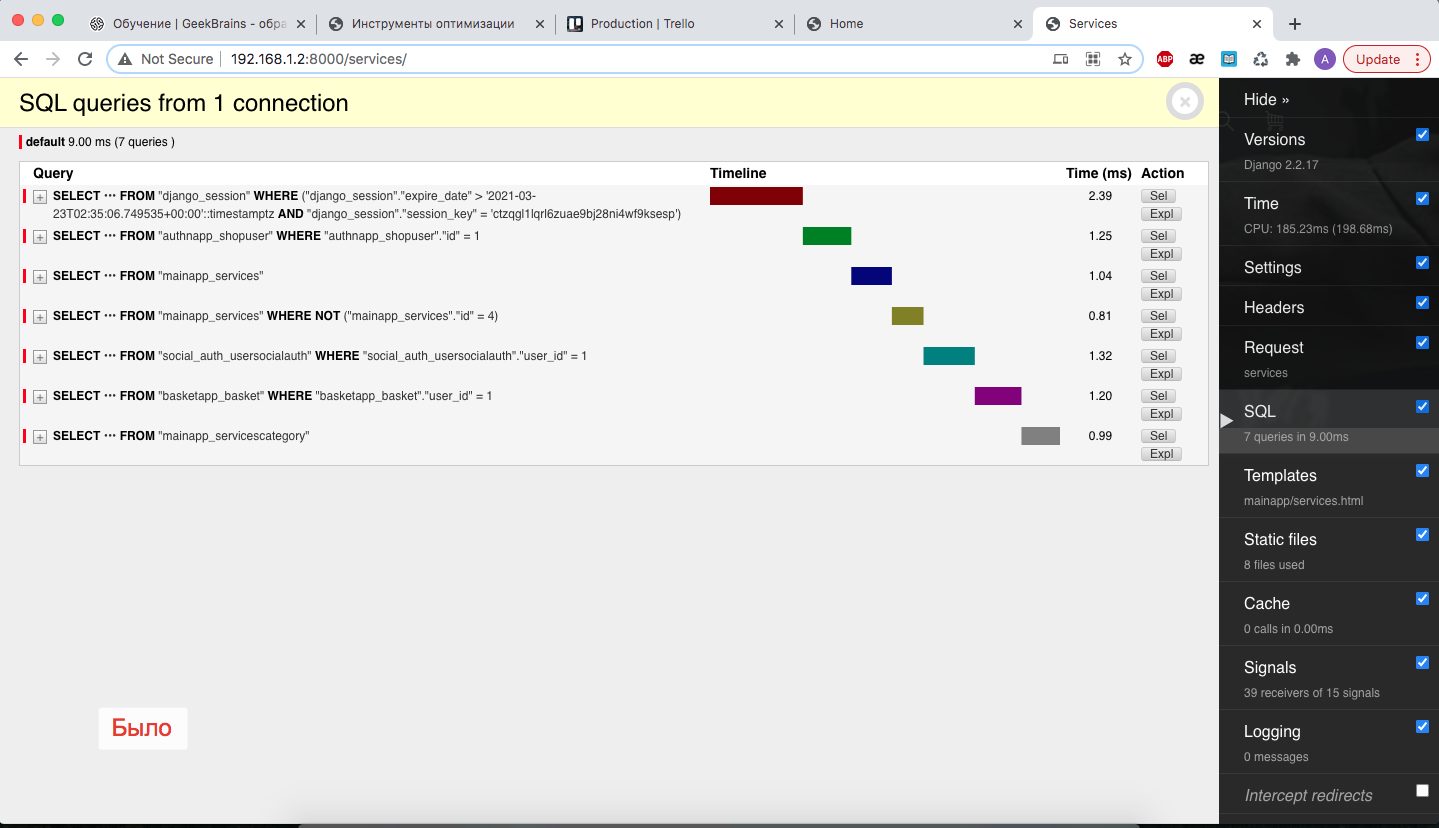 Обучение | GeekBrains - обра
Инструменты оптимизации
Production | Trello
Home
Services
Not Secure
192.168.1.2:8000/services/
ABP
æ
A
Update
SQL queries from 1 connection
default 9.00 ms (7 queries )
Query Timeline Time (ms) Action
+ SELECT ••• FROM "django_session" WHERE ("django_session"."expire_date" > '2021-03-
23T02:35:06.749535+00:00'::timestamptz AND "django_session"."session_key" = 'ctzqgl1lqrl6zuae9bj28ni4wf9ksesp')
2.39 Sel
Expl
+ SELECT ••• FROM "authnapp_shopuser" WHERE "authnapp_shopuser"."id" = 1
1.25 Sel
Expl
+ SELECT ••• FROM "mainapp_services"
1.04 Sel
Expl
+ SELECT ••• FROM "mainapp_services" WHERE NOT ("mainapp_services"."id" = 4)
0.81 Sel
Expl
+ SELECT ••• FROM "social_auth_usersocialauth" WHERE "social_auth_usersocialauth"."user_id" = 1
1.32 Sel
Expl
+ SELECT ••• FROM "basketapp_basket" WHERE "basketapp_basket"."user_id" = 1
1.20 Sel
Expl
+ SELECT ••• FROM "mainapp_servicescategory"
0.99 Sel
Expl
Было
Hide »
Versions
Django 2.2.17
Time
CPU: 185.23ms (198.68ms)
Settings
Headers
Request
services
SQL
7 queries in 9.00ms
Templates
mainapp/services.html
Static files
8 files used
Cache
0 calls in 0.00ms
Signals
39 receivers of 15 signals
Logging
0 messages
Intercept redirects